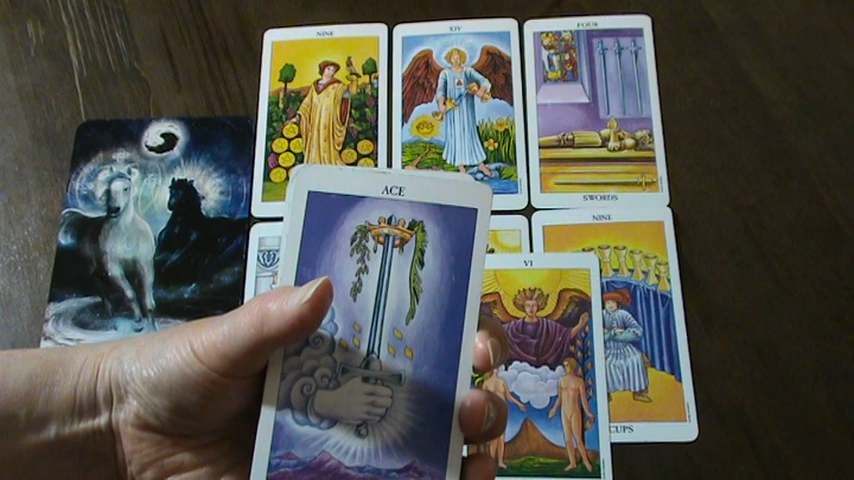 NINE
XIV
FOUR
SWORDS
ACE
NINE
VI
CUPS